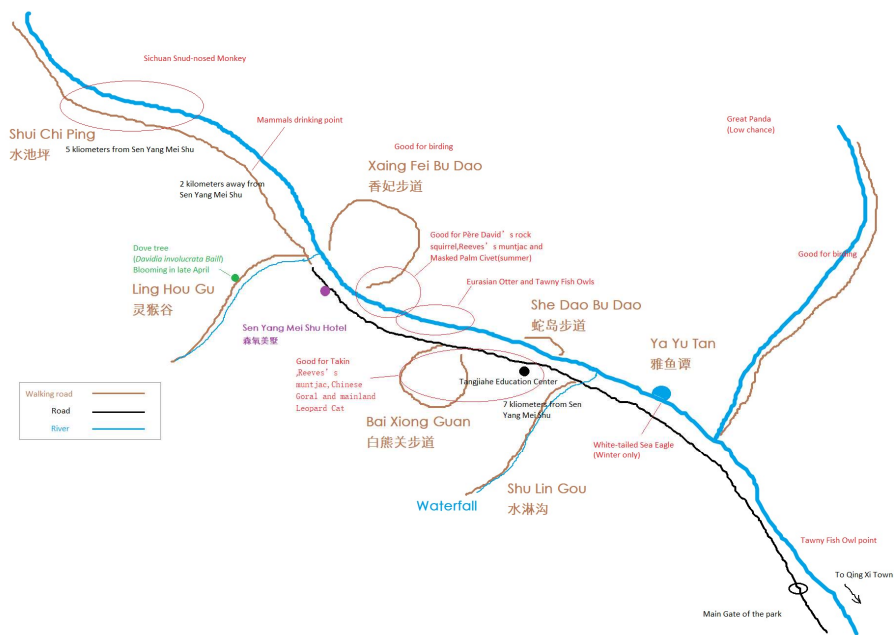 Sichuan Snud-nosed Monkey
Shui Chi Ping
水池坪
5 kliometers from Sen Yang Mei Shu
Mammals drinking point
2 kilometers away from
Sen Yang Mei Shu
Good for birding
Xaing Fei Bu Dao
香妃步道
Great Panda
(Low chance)
Good for Père David's rock
squirrel,Reeves' muntjac and
Masked Palm Civet(summer)
Dove tree
(Davidia involucrata Baill)
Blooming in late April
Ling Hou Gu
灵猴谷
Good for birding
Eurasian Otter and Tawny Fish Owls
She Dao Bu Dao
蛇岛步道
Sen Yang Mei Shu Hotel
森氧美墅
Ya Yu Tan
雅鱼谭
Good for Takin
,Reeves's
muntjac,Chinese
Goral and mainland
Leopard Cat
Tangjiahe Education Center
7 kliometers from Sen
Yang Mei Shu
Bai Xiong Guan
白熊关步道
Walking road
Road
River
White-tailed Sea Eagle
(Winter only)
Shu Lin Gou
水淋沟
Waterfall
Tawny Fish Owl point
To Qing Xi Town
Main Gate of the park